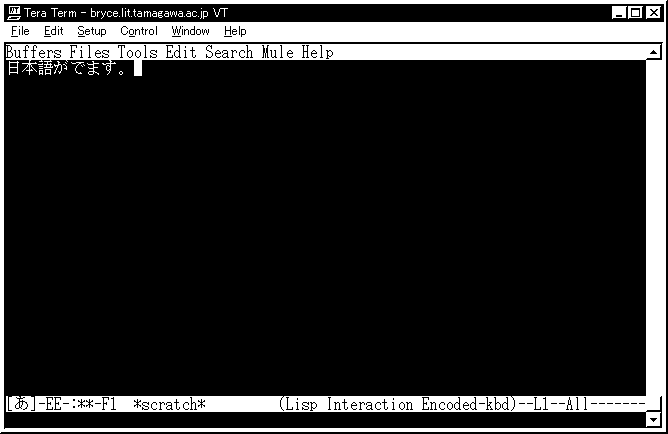 Tera Term - bryce.lit.tamagawa.ac.jp VT
File Edit Setup Control Window Help
Buffers Files Tools Edit Search Mule Help
日本語がでます。
[あ]-EE-:**-F1  *scratch*          (Lisp Interaction Encoded-kbd)--L1--All-------